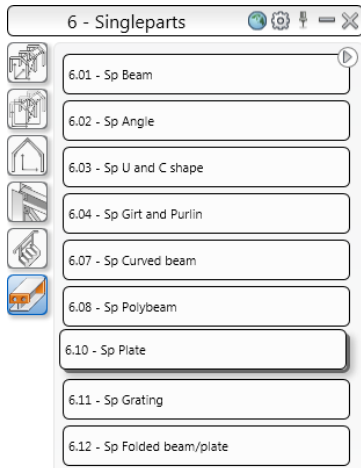 6 - Singleparts
6.01 - Sp Beam
6.02 - Sp Angle
6.03 - Sp U and C shape
6.04 - Sp Girt and Purlin
6.07 - Sp Curved beam
6.08 - Sp Polybeam
6.10 - Sp Plate
6.11 - Sp Grating
6.12 - Sp Folded beam/plate